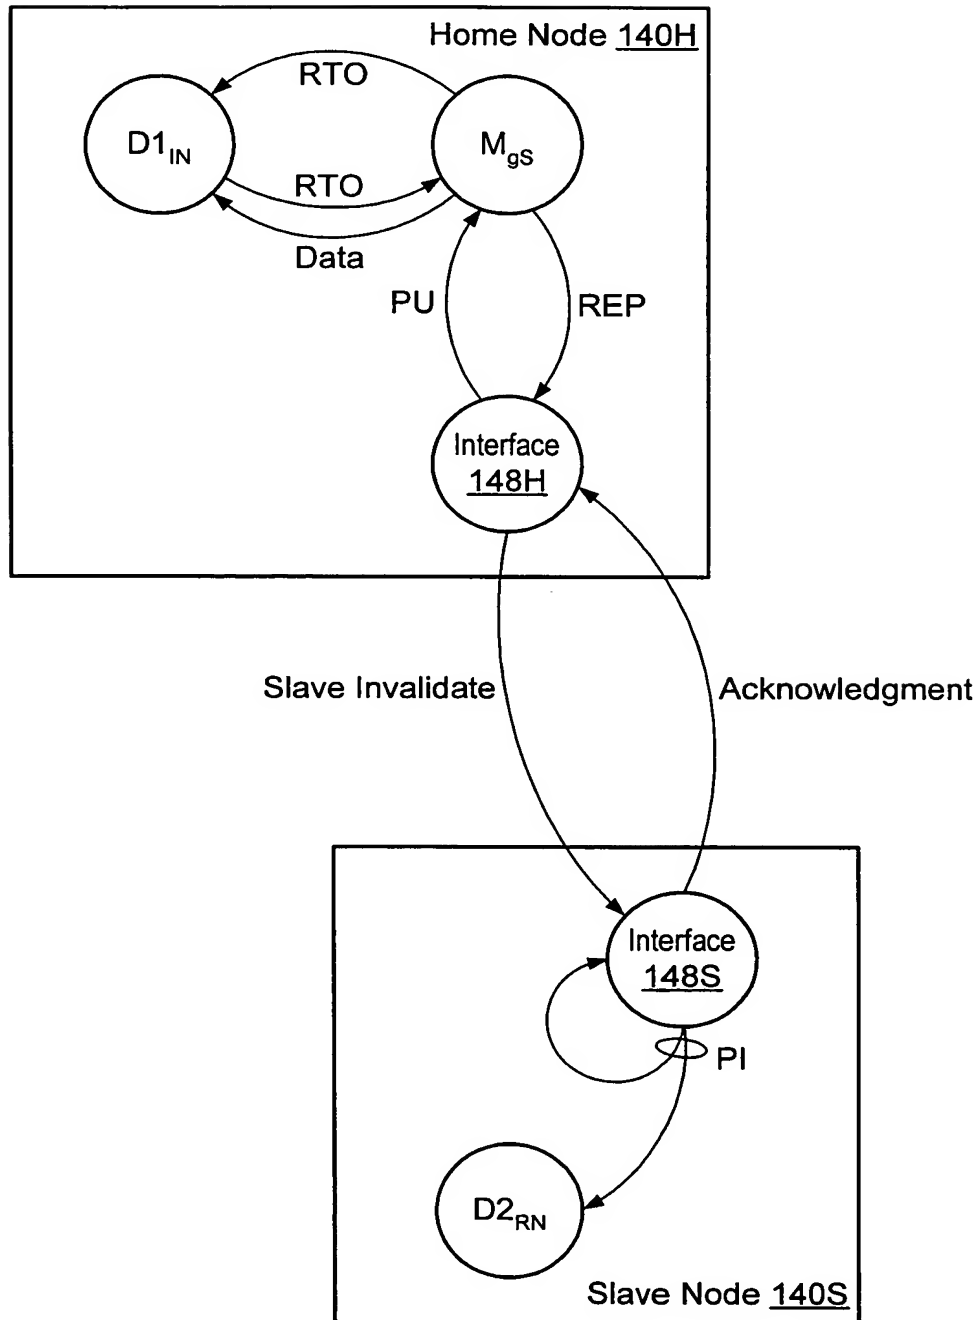 Home Node 140H
RTO
D1IN
MgS
RTO
Data
PU
REP
Interface
148H
Slave Invalidate
Acknowledgment
Interface
148S
PI
D2RN
Slave Node 140S